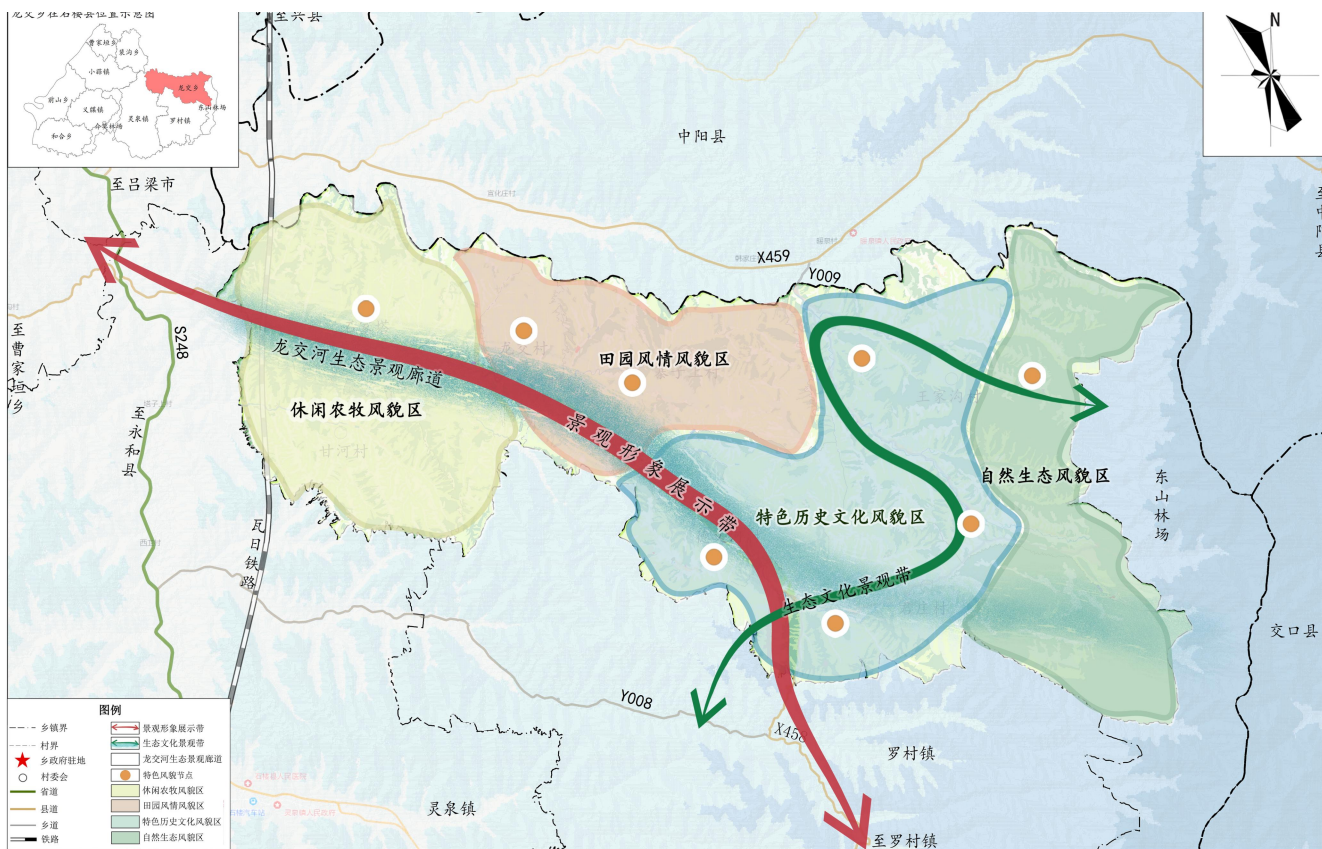 龙交乡在石楼县位置示意图
曹家垣乡
裴沟乡
小蒜镇
龙交乡
东山林场
前山乡
义牒镇
合梁林场
灵泉镇
罗村镇
和合乡
至兴县
N
中阳县
至吕梁市
至中阳县
X459
Y009
S248
至曹家垣乡
至永和县
龙交河生态景观廊道
田园风情风貌区
休闲农牧风貌区
甘河村
景观形象展示带
王家沟村
自然生态风貌区
东山林场
特色历史文化风貌区
瓦日铁路
生态文化景观带
交口县
Y008
X458
罗村镇
灵泉镇
至罗村镇
图例
乡镇界
村界
乡政府驻地
村委会
省道
县道
乡道
铁路
景观形象展示带
生态文化景观带
龙交河生态景观廊道
特色风貌节点
休闲农牧风貌区
田园风情风貌区
特色历史文化风貌区
自然生态风貌区